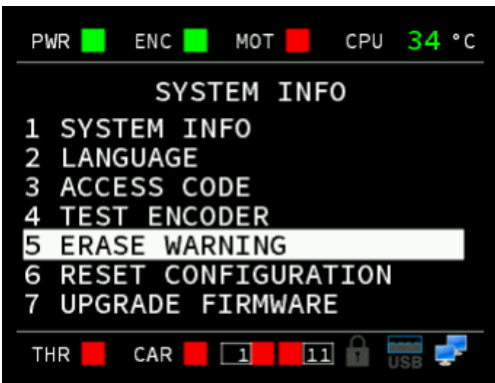 PWR ENC MOT CPU 34 °C
SYSTEM INFO
1 SYSTEM INFO
2 LANGUAGE
3 ACCESS CODE
4 TEST ENCODER
5 ERASE WARNING
6 RESET CONFIGURATION
7 UPGRADE FIRMWARE
THR CAR 1 11 USB